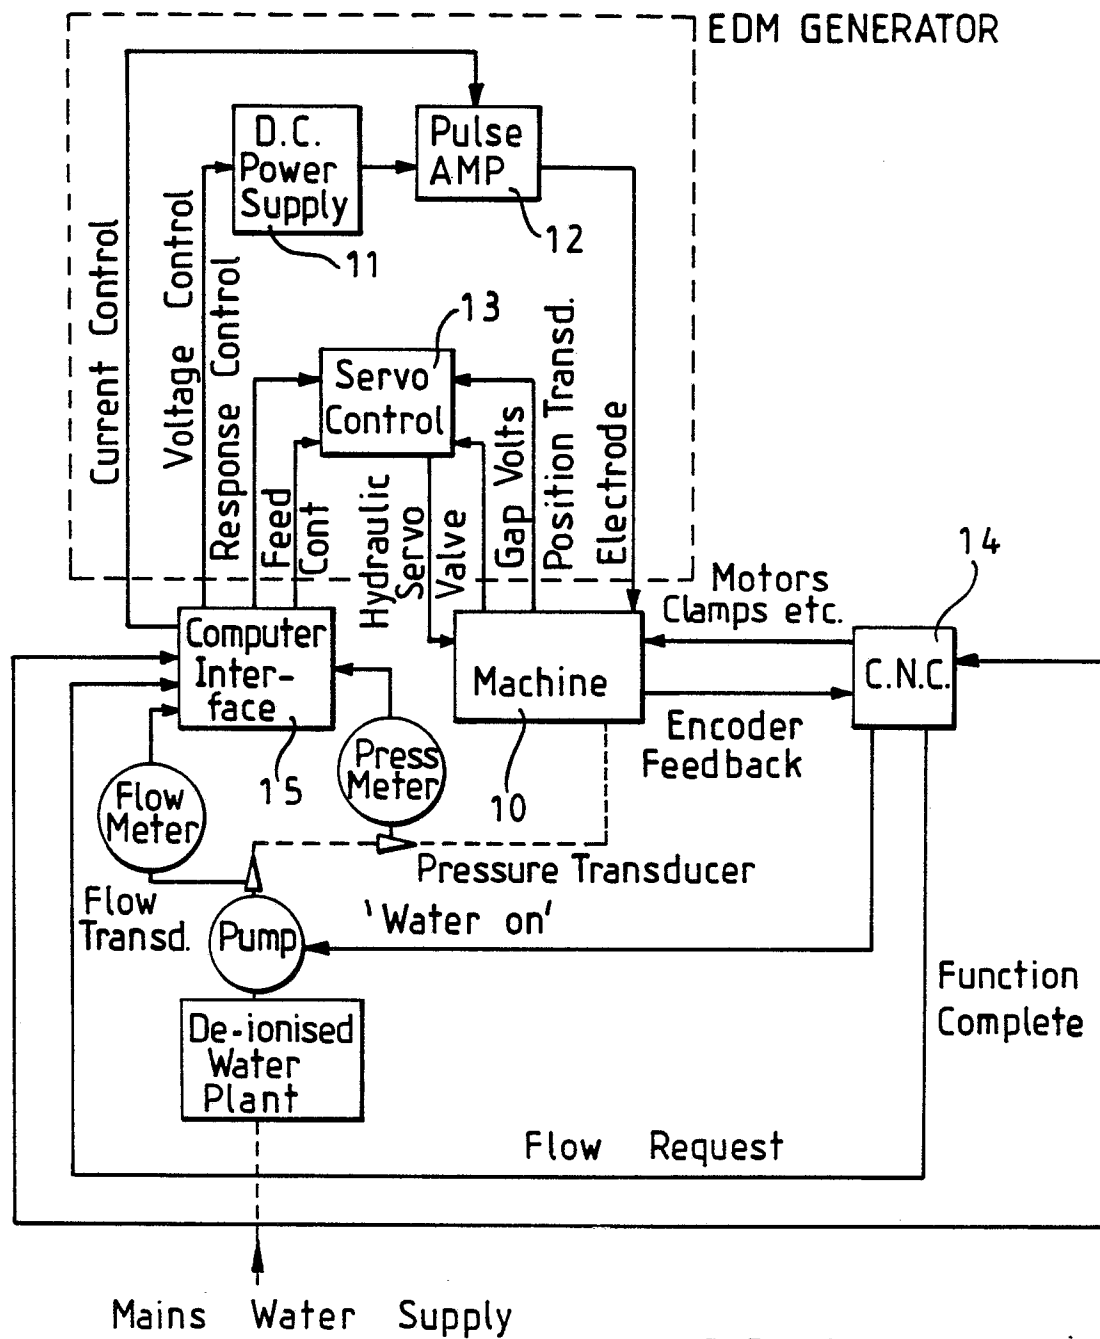 EDM GENERATOR
D.C.
Power
Supply
11
Pulse
AMP
12
Current Control
Voltage Control
Response Control
Feed
Cont
13
Servo
Control
Hydraulic
Servo
Valve
Gap Volts
Position Transd.
Electrode
14
Motors
Clamps etc.
C.N.C.
Computer
Inter-
face
15
Machine
10
Encoder
Feedback
Press
Meter
Flow
Meter
Pressure Transducer
Flow
Transd.
Pump
'Water on'
Function
Complete
De-ionised
Water
Plant
Flow Request
Mains Water Supply